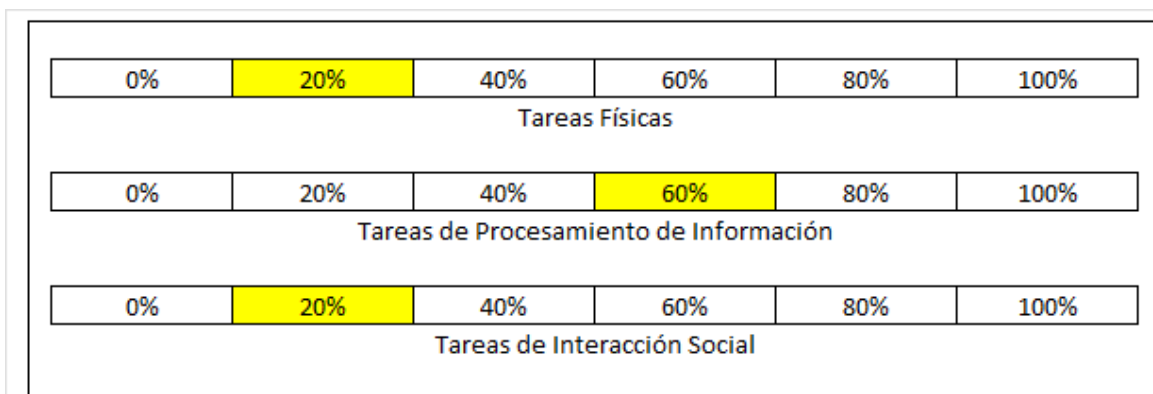 0% 20% 40% 60% 80% 100%
Tareas Físicas
0% 20% 40% 60% 80% 100%
Tareas de Procesamiento de Información
0% 20% 40% 60% 80% 100%
Tareas de Interacción Social